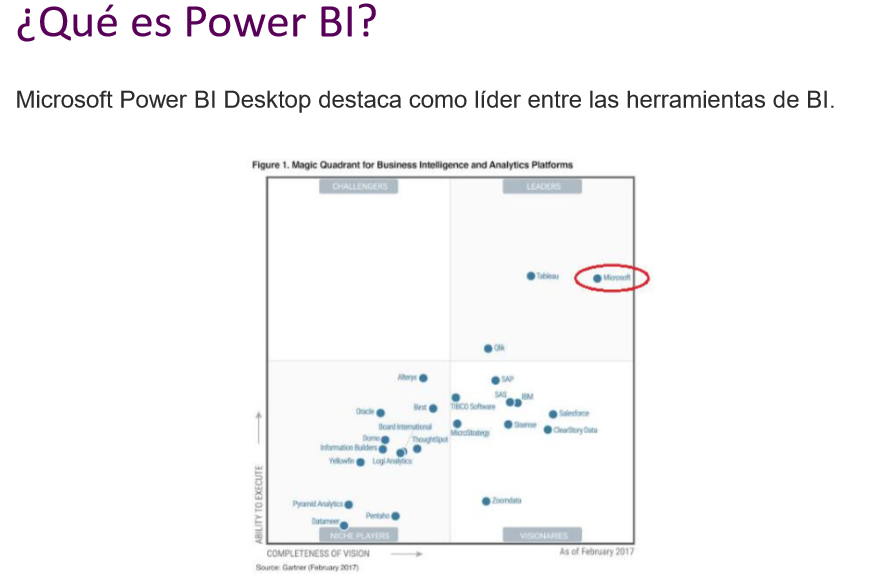 ¿Qué es Power BI?
Microsoft Power BI Desktop destaca como líder entre las herramientas de BI.
Figure 1. Magic Quadrant for Business Intelligence and Analytics Platforms
CHALLENGERS
LEADERS
Tableau
Microsoft
Qlik
Alteryx
SAP
SAS
IBM
Birst
TIBCO Software
Oracle
Salesforce
Board International
MicroStrategy
Sisense
ClearStory Data
Domo
ThoughtSpot
Information Builders
Yellowfin
Logi Analytics
Zoomdata
Pyramid Analytics
Pentaho
Datameer
NICHE PLAYERS
VISIONARIES
ABILITY TO EXECUTE
COMPLETENESS OF VISION
As of February 2017
Source: Gartner (February 2017)